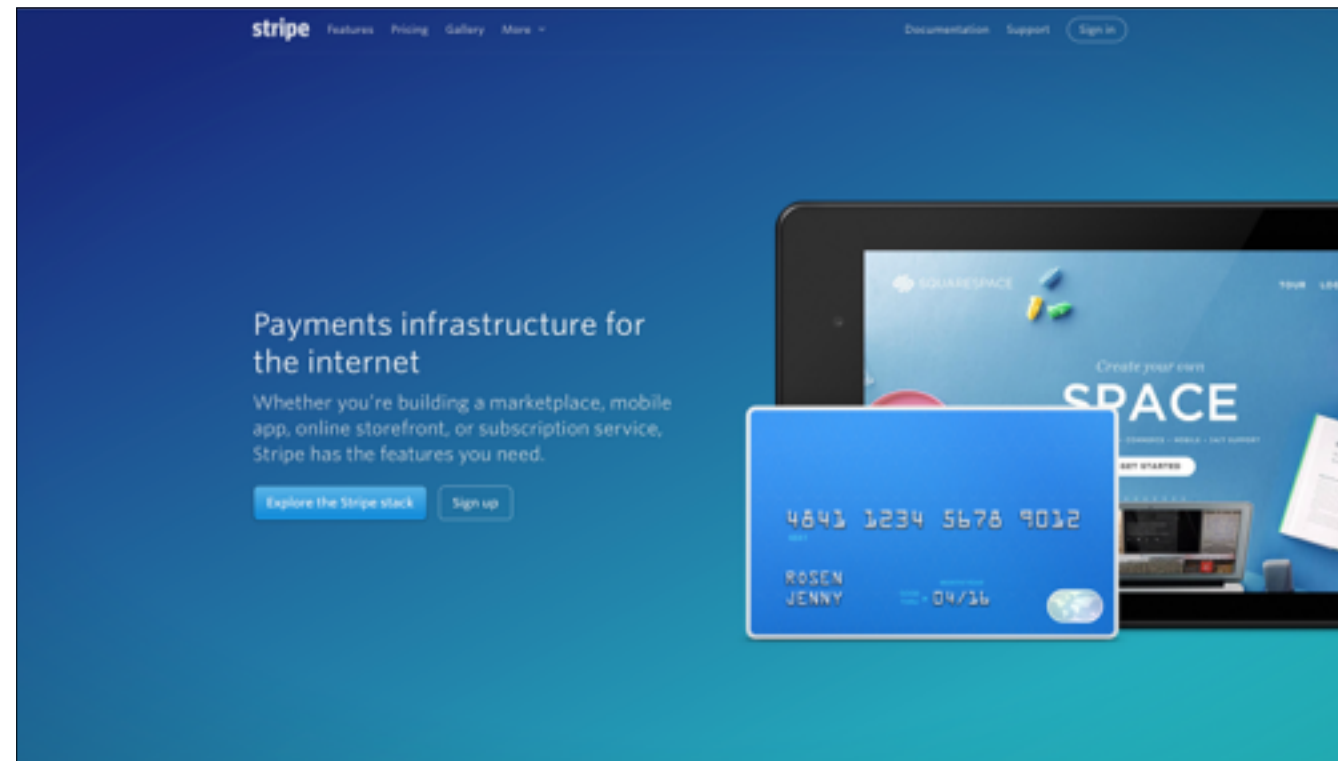 stripe Features Pricing Gallery More
Documentation Support Sign in
Payments infrastructure for
the internet
Whether you're building a marketplace, mobile
app, online storefront, or subscription service,
Stripe has the features you need.
Explore the Stripe stack Sign up
SQUARESPACE
TOUR
Create your own
SPACE
GET STARTED
4841 1234 5678 9012
ROSEN
JENNY
04/16